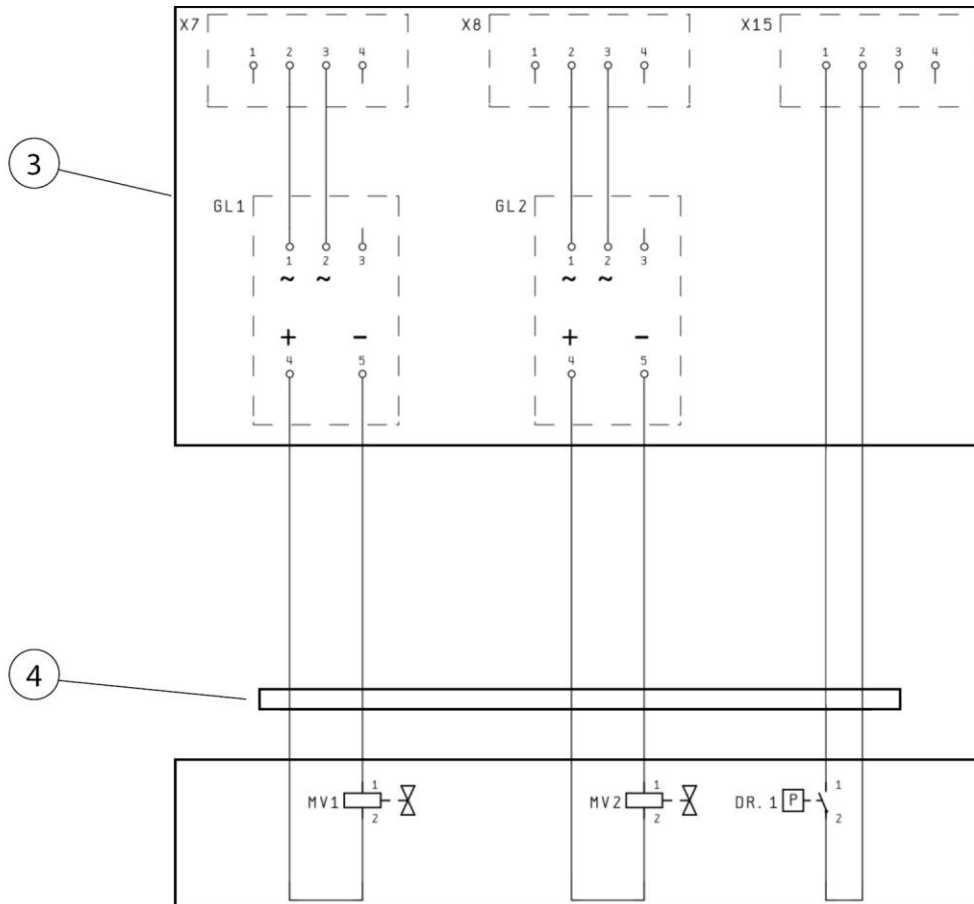 X7 X8 X15
1 2 3 4 1 2 3 4 1 2 3 4
3
GL1 GL2
1 2 3 1 2 3
~ ~ ~ ~
+ - + -
4 5 4 5
4
1 1 1
MV1 MV2 DR. 1 P
2 2 2